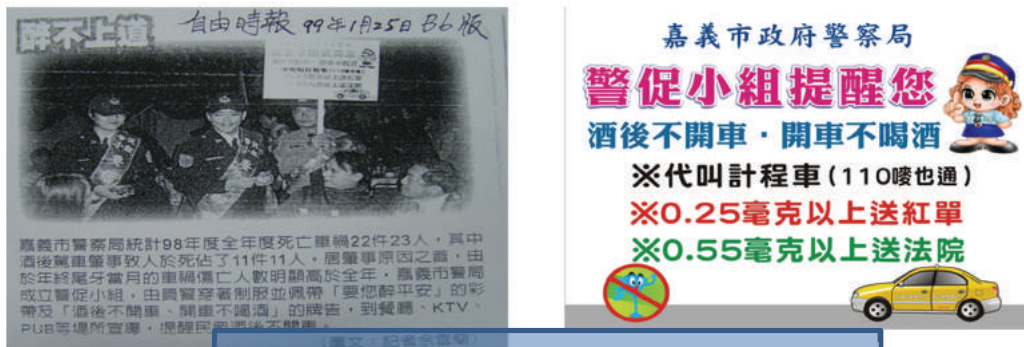 醉不上道
自由時報 99年1月25日 B6版
嘉義市警察局統計98年度全年度死亡車禍22件23人，其中
酒後駕車肇事致人於死佔了11件11人，居肇事原因之首，由
於年終尾牙當月的車禍傷亡人數明顯高於全年，嘉義市警局
成立警促小組，由員警穿著制服並佩帶「要您醉平安」的彩
帶及「酒後不開車、開車不喝酒」的牌告，到餐廳、KTV、
PUB等場所宣導，提醒民眾酒後不開車。
嘉義市政府警察局
警促小組提醒您
酒後不開車．開車不喝酒
※代叫計程車(110嘜也通)
※0.25毫克以上送紅單
※0.55毫克以上送法院